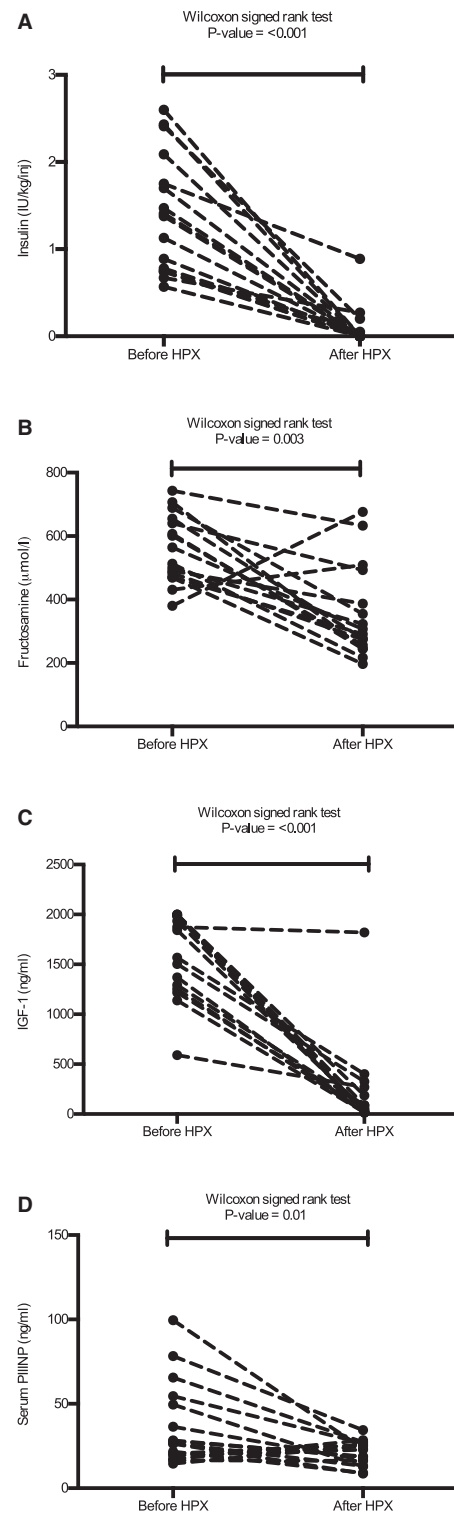 A
Wilcoxon signed rank test
P-value = <0.001
3
2
1
0
Insulin (IU/kg/inj)
Before HPX After HPX
B
Wilcoxon signed rank test
P-value = 0.003
800
600
400
200
0
Fructosamine (μmol/l)
Before HPX After HPX
C
Wilcoxon signed rank test
P-value = <0.001
2500
2000
1500
1000
500
0
IGF-1 (ng/ml)
Before HPX After HPX
D
Wilcoxon signed rank test
P-value = 0.01
150
100
50
0
Serum PIIINP (ng/ml)
Before HPX After HPX